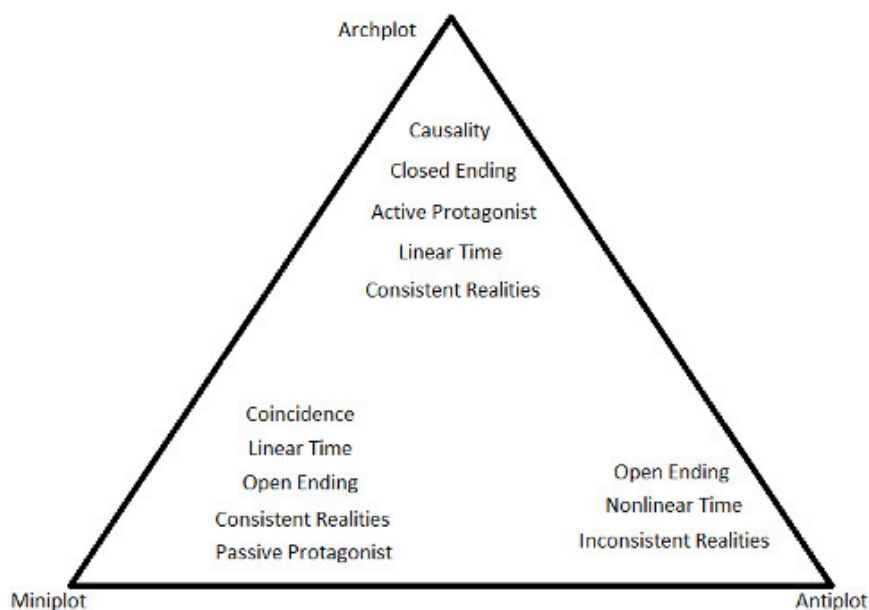 Archplot
Causality
Closed Ending
Active Protagonist
Linear Time
Consistent Realities
Coincidence
Linear Time
Open Ending
Consistent Realities
Passive Protagonist
Open Ending
Nonlinear Time
Inconsistent Realities
Miniplot
Antiplot